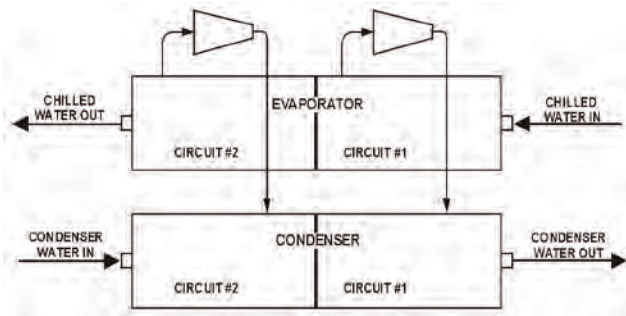 CHILLED
WATER OUT
EVAPORATOR
CHILLED
WATER IN
CIRCUIT #2
CIRCUIT #1
CONDENSER
WATER IN
CONDENSER
CONDENSER
WATER OUT
CIRCUIT #2
CIRCUIT #1